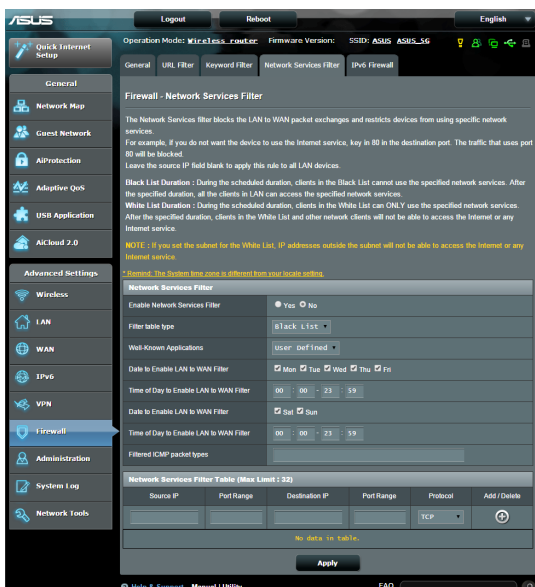 ASUS
Logout
Reboot
English
Quick Internet
Setup
General
Network Map
Guest Network
AiProtection
Adaptive QoS
USB Application
AiCloud 2.0
Advanced Settings
Wireless
LAN
WAN
IPv6
VPN
Firewall
Administration
System Log
Network Tools
Operation Mode: Wireless router Firmware Version: SSID: ASUS ASUS_5G
General
URL Filter
Keyword Filter
Network Services Filter
IPv6 Firewall
Firewall - Network Services Filter
The Network Services filter blocks the LAN to WAN packet exchanges and restricts devices from using specific network
services.
For example, if you do not want the device to use the Internet service, key in 80 in the destination port. The traffic that uses port
80 will be blocked.
Leave the source IP field blank to apply this rule to all LAN devices.
Black List Duration : During the scheduled duration, clients in the Black List cannot use the specified network services. After
the specified duration, all the clients in LAN can access the specified network services.
White List Duration : During the scheduled duration, clients in the White List can ONLY use the specified network services.
After the specified duration, clients in the White List and other network clients will not be able to access the Internet or any
Internet service.
NOTE : If you set the subnet for the White List, IP addresses outside the subnet will not be able to access the Internet or any
Internet service.
* Remind: The System time zone is different from your locale setting.
Network Services Filter
Enable Network Services Filter Yes No
Filter table type Black List
Well-Known Applications User Defined
Date to Enable LAN to WAN Filter Mon Tue Wed Thu Fri
Time of Day to Enable LAN to WAN Filter 00 : 00 - 23 : 59
Date to Enable LAN to WAN Filter Sat Sun
Time of Day to Enable LAN to WAN Filter 00 : 00 - 23 : 59
Filtered ICMP packet types
Network Services Filter Table (Max Limit : 32)
Source IP Port Range Destination IP Port Range Protocol Add / Delete
TCP
No data in table.
Apply
Help & Support Manual | Utility FAQ